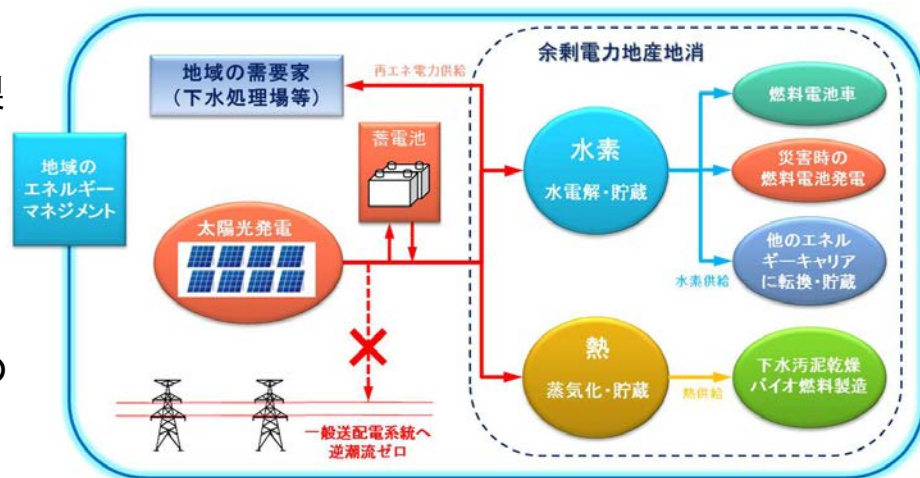 余剰電力地産地消
地域の需要家
(下水処理場等)
再エネ電力供給
蓄電池
地域の
エネルギー
マネジメント
太陽光発電
水素
水電解・貯蔵
燃料電池車
災害時の
燃料電池発電
他のエネル
ギーキャリア
に転換・貯蔵
水素供給
熱
蒸気化・貯蔵
熱供給
下水汚泥乾燥
バイオ燃料製造
一般送配電系統へ
逆潮流ゼロ
の